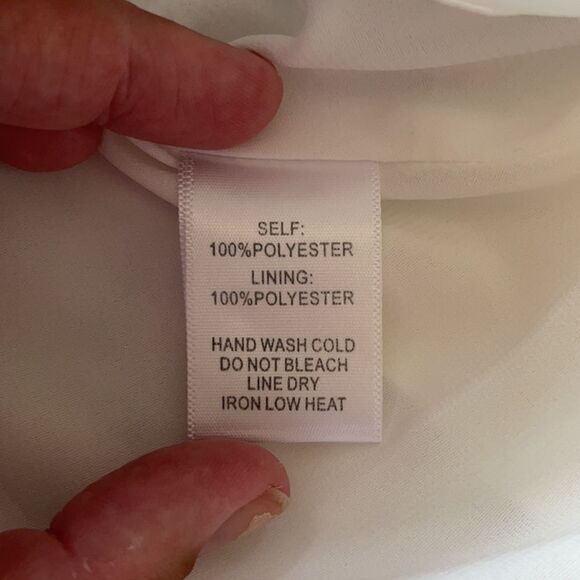 SELF:
100%POLYESTER
LINING:
100%POLYESTER
HAND WASH COLD
DO NOT BLEACH
LINE DRY
IRON LOW HEAT